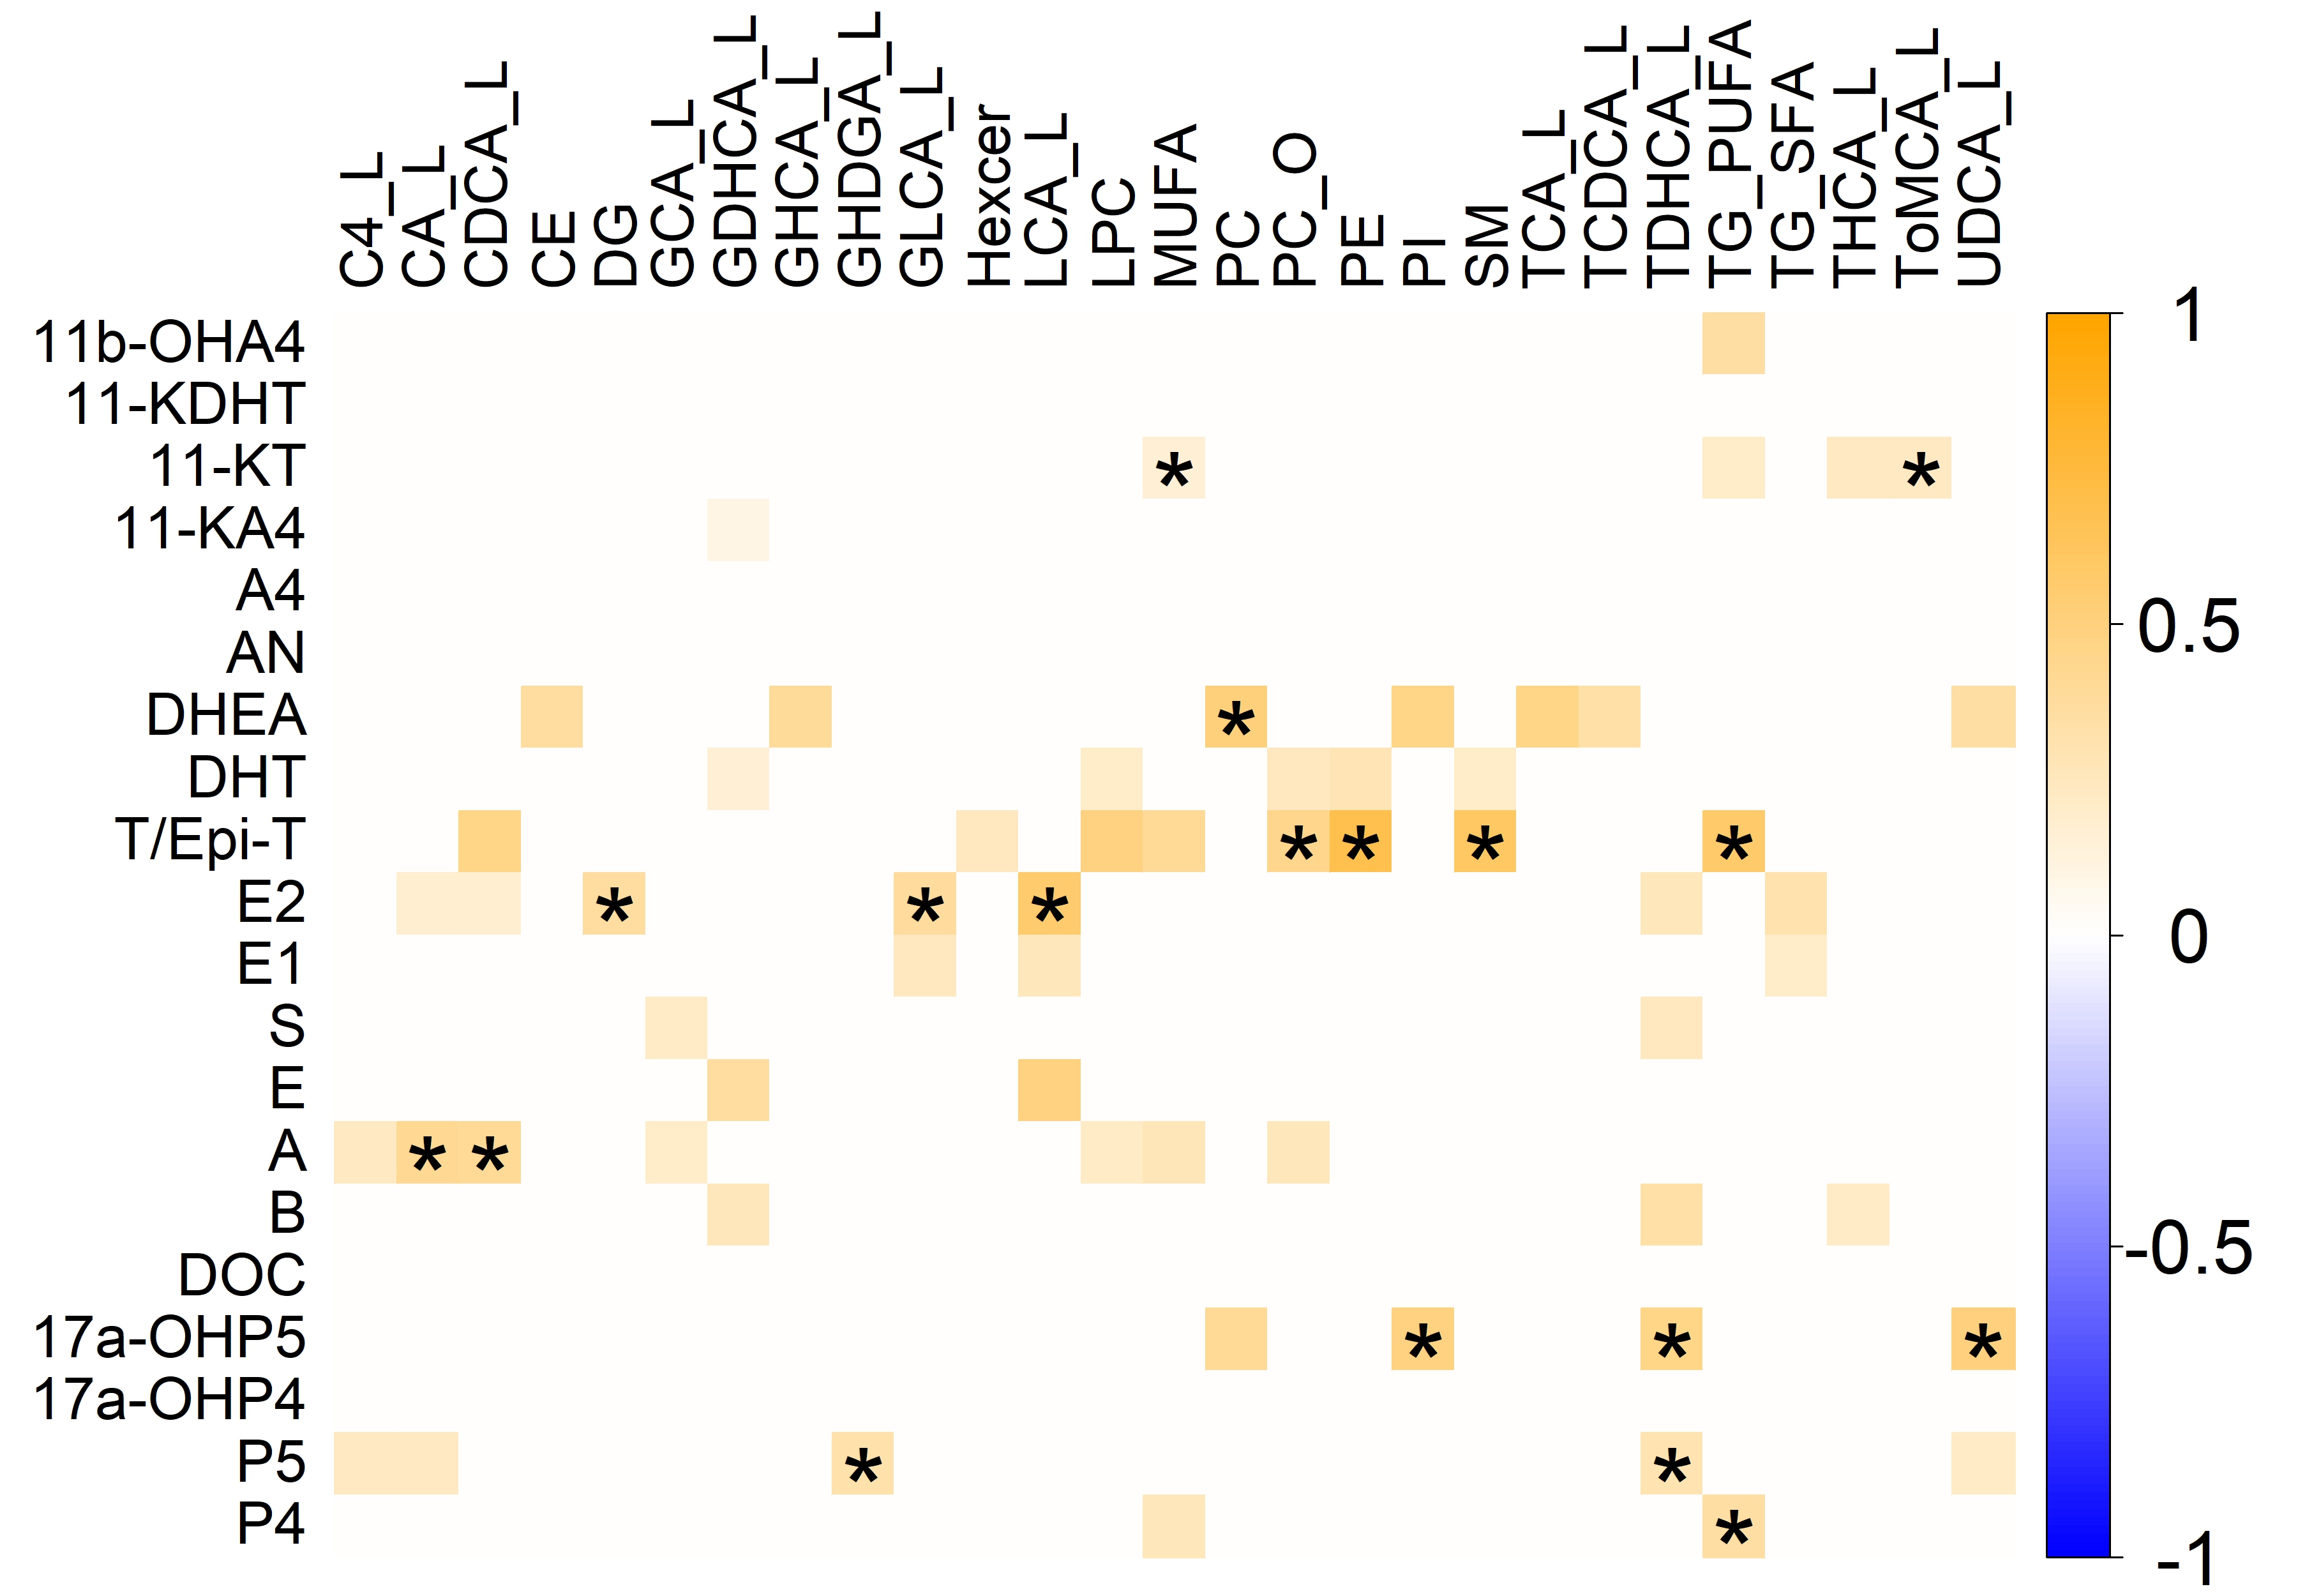 C4_L
CA_L
CDCA_L
CE
DG
GCA_L
GDHCA_L
GHCA_L
GHDGA_L
GLCA_L
Hexcer
LCA_L
LPC
MUFA
PC
PC_O
PE
PI
SM
TCA_L
TCDCA_L
TDHCA_L
TG_PUFA
TG_SFA
THCA_L
ToMCA_L
UDCA_L
11b-OHA4
11-KDHT
11-KT
* *
11-KA4
A4
AN
DHEA
*
DHT
T/Epi-T
* * * *
E2
* * *
E1
S
E
A
* *
B
DOC
17a-OHP5
* * *
17a-OHP4
P5
* *
P4
*
1
0.5
0
-0.5
-1